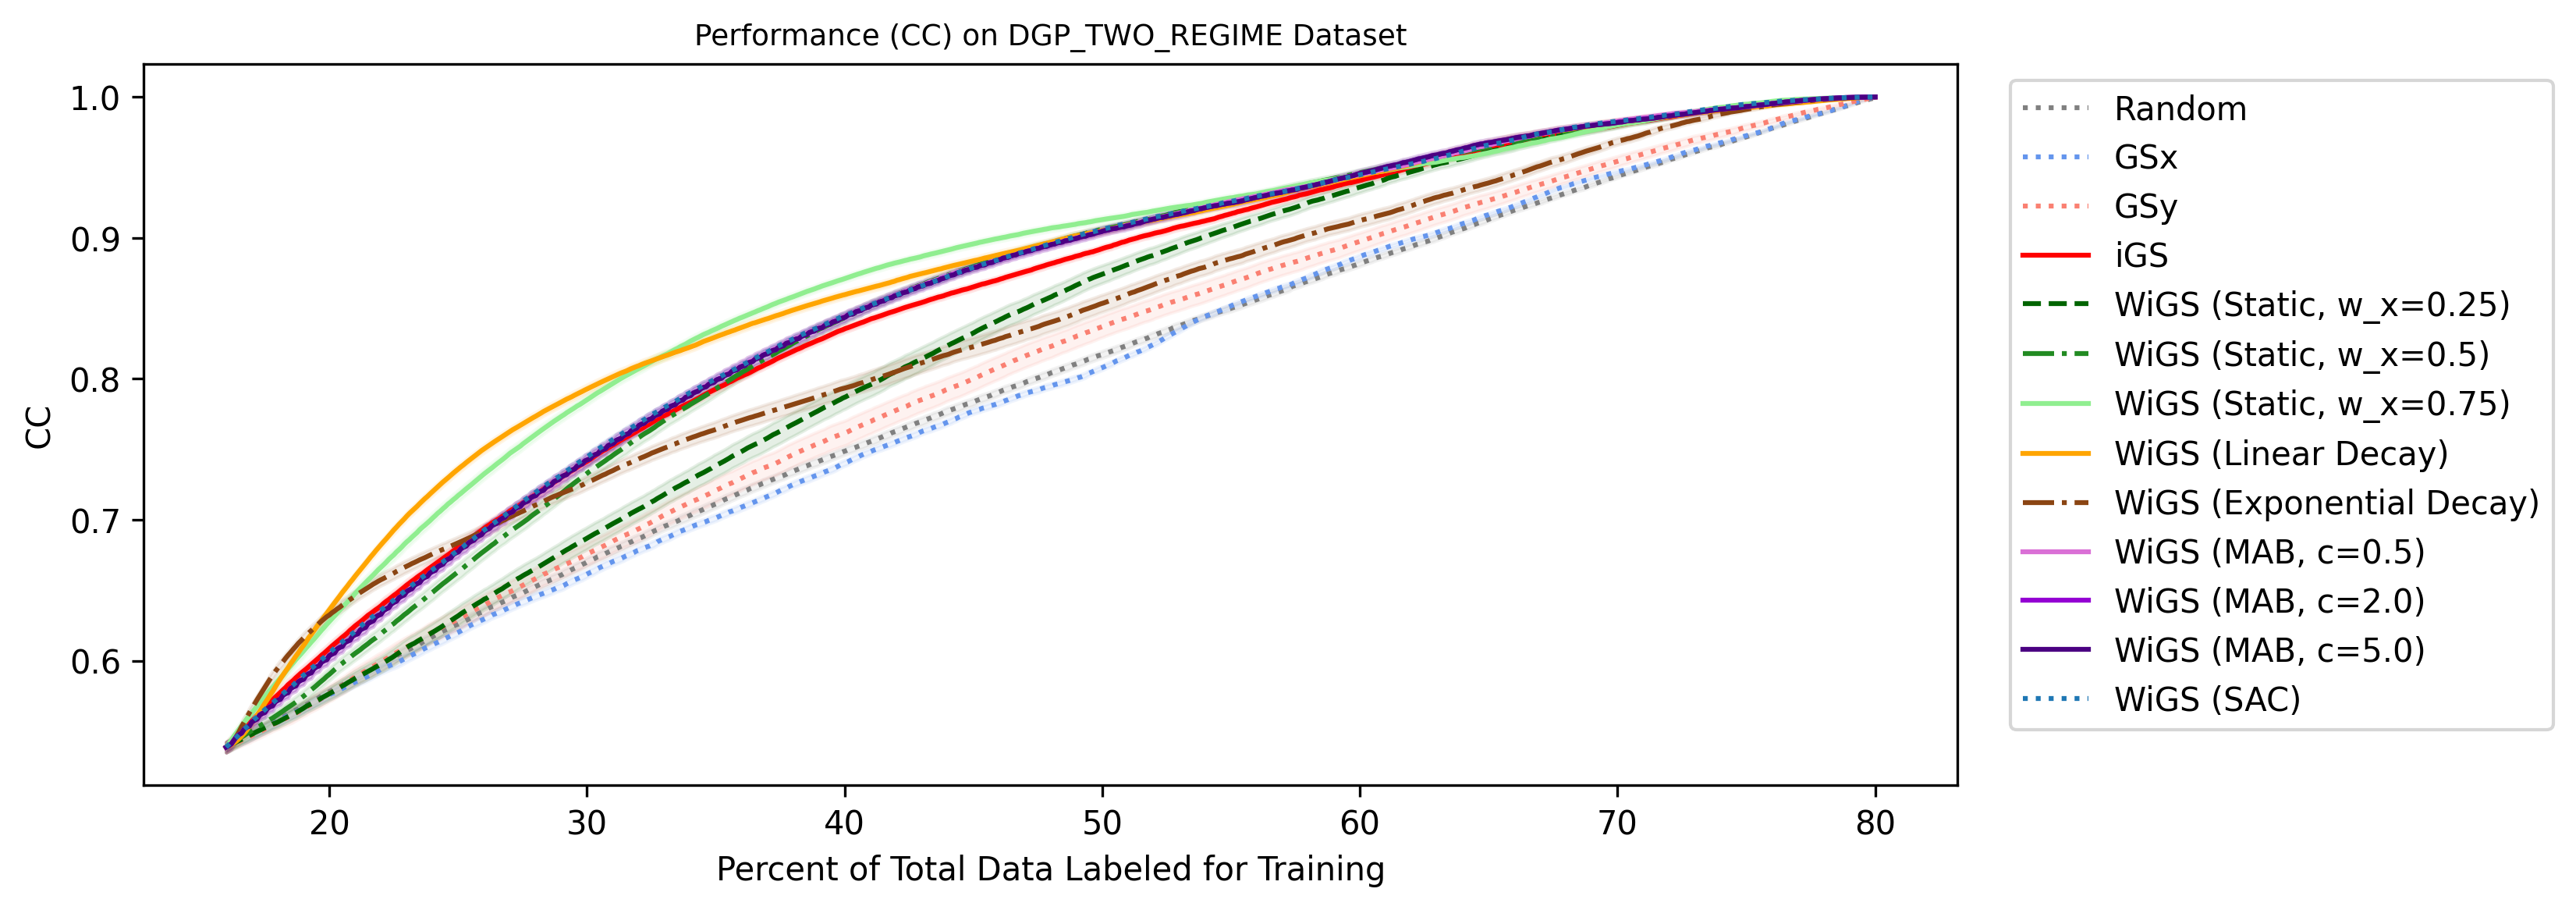 Performance (CC) on DGP_TWO_REGIME Dataset
CC
1.0
0.9
0.8
0.7
0.6
20 30 40 50 60 70 80
Percent of Total Data Labeled for Training
Random
GSx
GSy
iGS
WiGS (Static, w_x=0.25)
WiGS (Static, w_x=0.5)
WiGS (Static, w_x=0.75)
WiGS (Linear Decay)
WiGS (Exponential Decay)
WiGS (MAB, c=0.5)
WiGS (MAB, c=2.0)
WiGS (MAB, c=5.0)
WiGS (SAC)